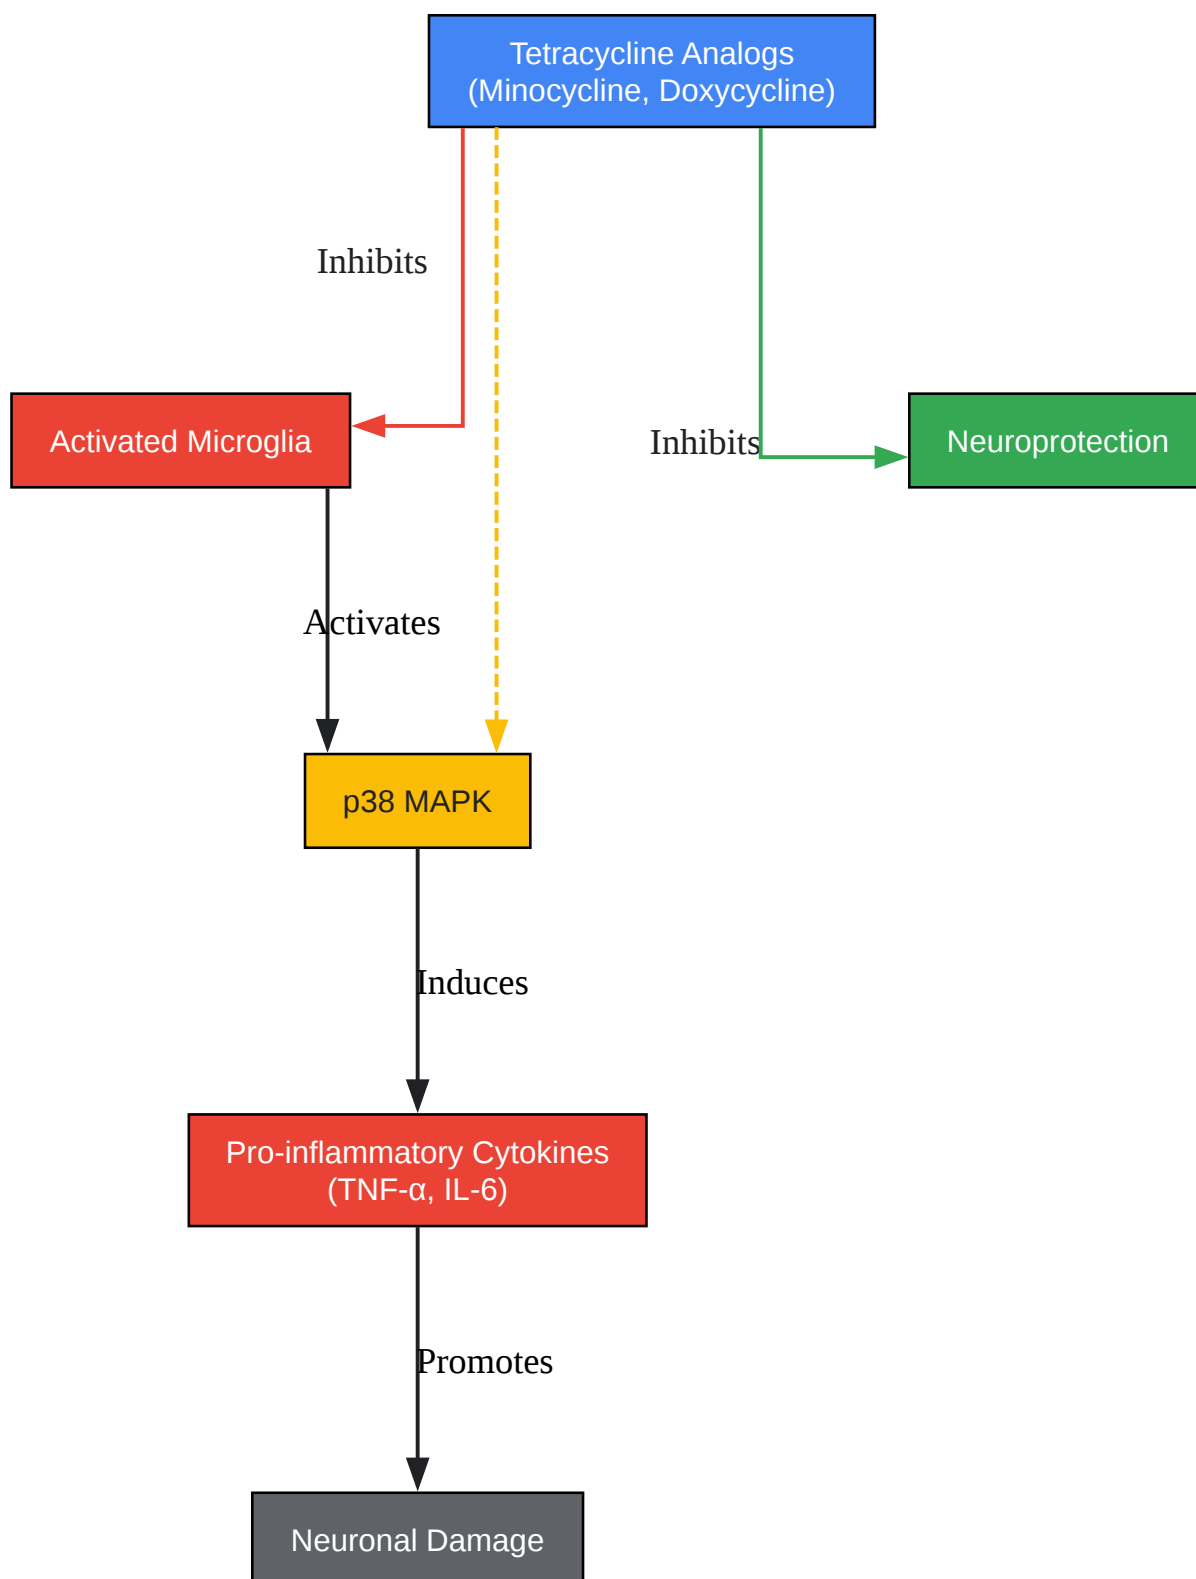 Tetracycline Analogs
(Minocycline, Doxycycline)
Inhibits
Activated Microglia
Inhibits
Neuroprotection
Activates
p38 MAPK
Induces
Pro-inflammatory Cytokines
(TNF-α, IL-6)
Promotes
Neuronal Damage